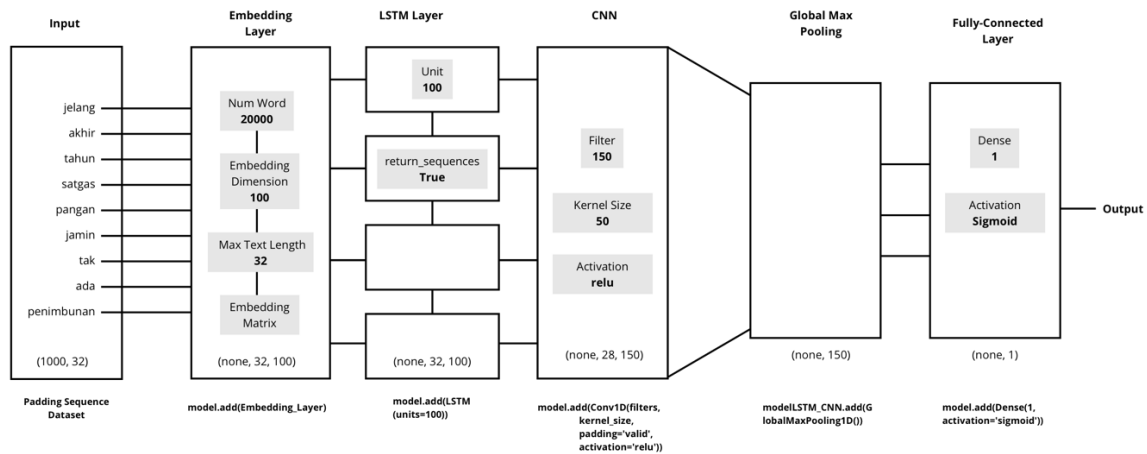 Input
jelang
akhir
tahun
satgas
pangan
jamin
tak
ada
penimbunan
(1000, 32)
Padding Sequence
Dataset
Embedding
Layer
Num Word
20000
Embedding
Dimension
100
Max Text Length
32
Embedding
Matrix
(none, 32, 100)
model.add(Embedding_Layer)
LSTM Layer
Unit
100
return_sequences
True
(none, 32, 100)
model.add(LSTM
(units=100))
CNN
Filter
150
Kernel Size
50
Activation
relu
(none, 28, 150)
model.add(Conv1D(filters,
kernel_size,
padding='valid',
activation='relu'))
Global Max
Pooling
(none, 150)
modelLSTM_CNN.add(G
lobalMaxPooling1D())
Fully-Connected
Layer
Dense
1
Activation
Sigmoid
(none, 1)
model.add(Dense(1,
activation='sigmoid'))
Output